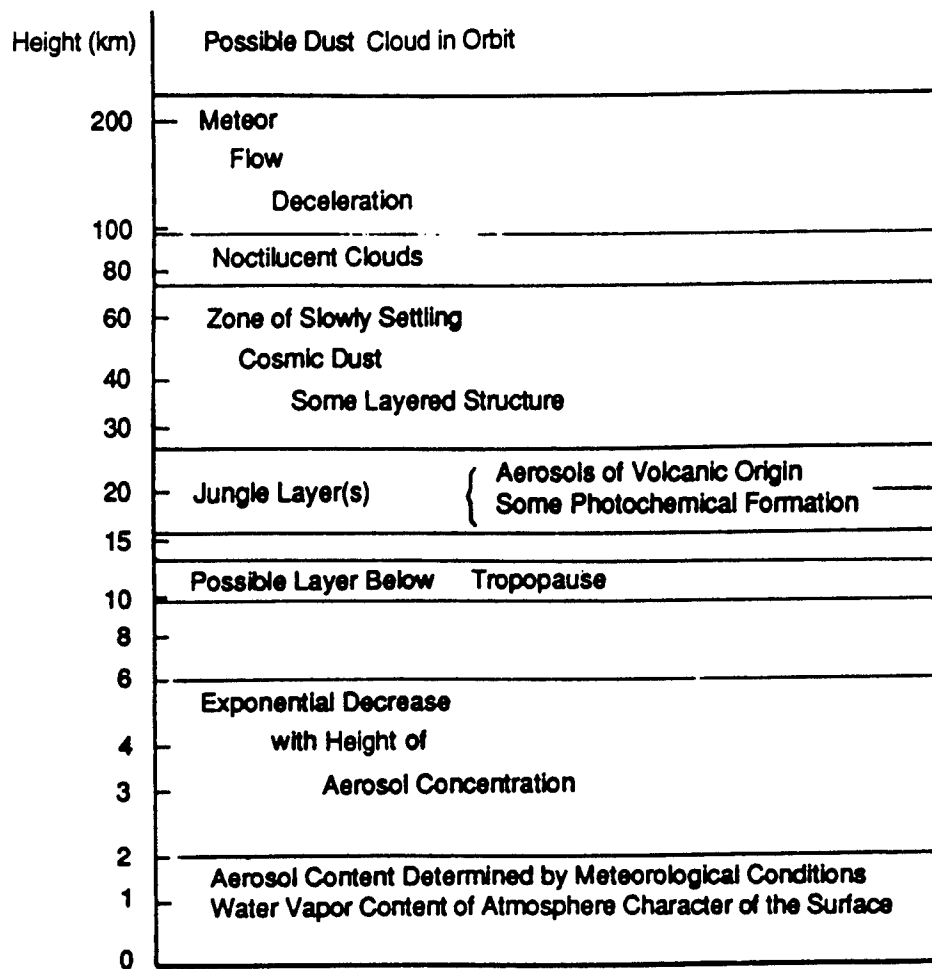 Height (km) Possible Dust Cloud in Orbit
200 Meteor
Flow
Deceleration
100
Noctilucent Clouds
80
60 Zone of Slowly Settling
Cosmic Dust
40
Some Layered Structure
30
Aerosols of Volcanic Origin
20 Jungle Layer(s) { Some Photochemical Formation
15
Possible Layer Below Tropopause
10
8
6
Exponential Decrease
4 with Height of
3 Aerosol Concentration
2
Aerosol Content Determined by Meteorological Conditions
1 Water Vapor Content of Atmosphere Character of the Surface
0